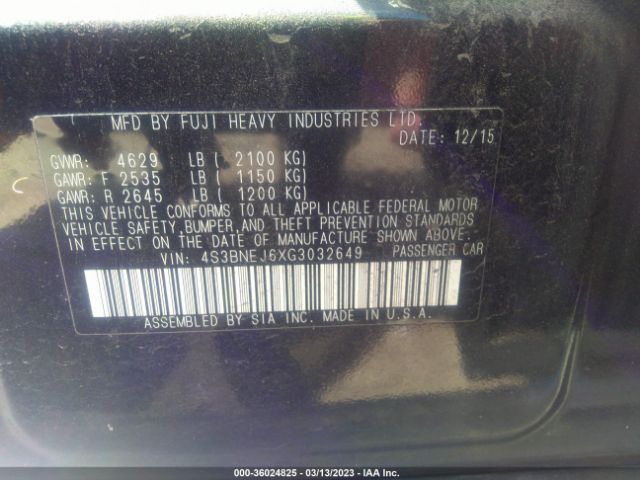 MFD BY FUJI HEAVY INDUSTRIES LTD.
DATE: 12/15
GVWR: 4629 LB ( 2100 KG)
GAWR: F 2535 LB ( 1150 KG)
GAWR: R 2645 LB ( 1200 KG)
THIS VEHICLE CONFORMS TO ALL APPLICABLE FEDERAL MOTOR
VEHICLE SAFETY,BUMPER,AND THEFT PREVENTION STANDARDS
IN EFFECT ON THE DATE OF MANUFACTURE SHOWN ABOVE.
VIN: 4S3BNEJ6XG3032649 PASSENGER CAR
ASSEMBLED BY SIA INC. MADE IN U.S.A.
000-36024825 - 03/13/2023 - IAA Inc.